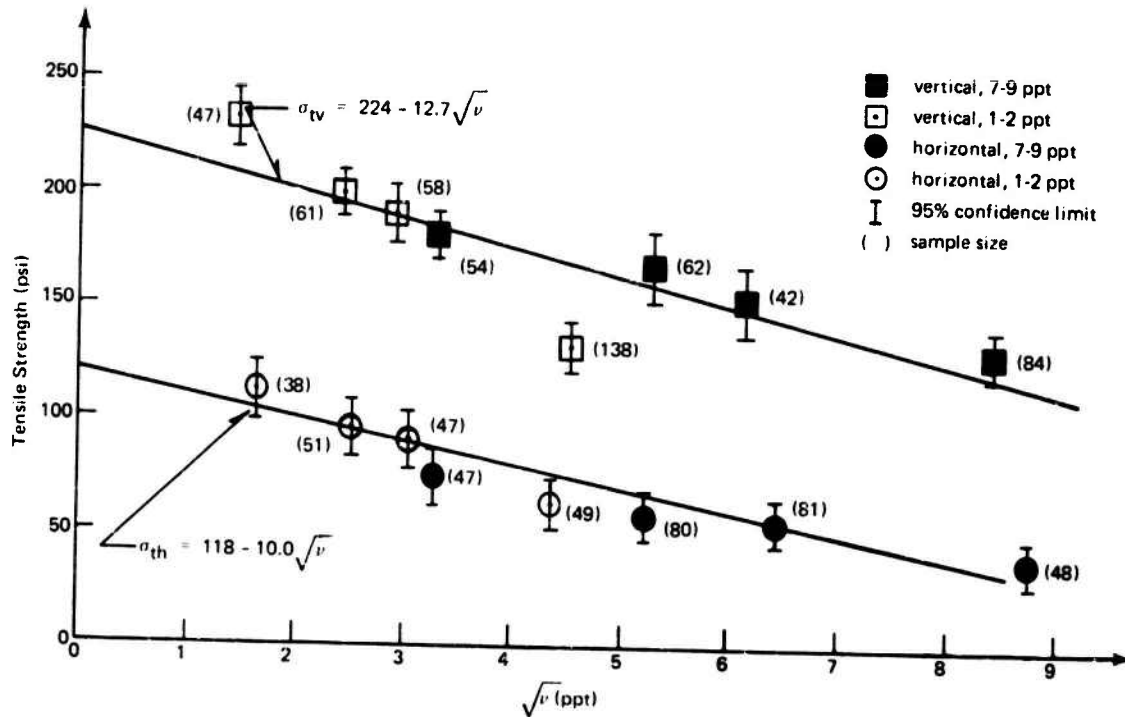 250
200
150
100
50
0
Tensile Strength (psi)
0 1 2 3 4 5 6 7 8 9
√ν (ppt)
σtv = 224 - 12.7√ν
σth = 118 - 10.0√ν
vertical, 7-9 ppt
vertical, 1-2 ppt
horizontal, 7-9 ppt
horizontal, 1-2 ppt
95% confidence limit
( ) sample size
(47)
(61)
(58)
(54)
(62)
(42)
(138)
(84)
(38)
(51)
(47)
(47)
(49)
(80)
(81)
(48)